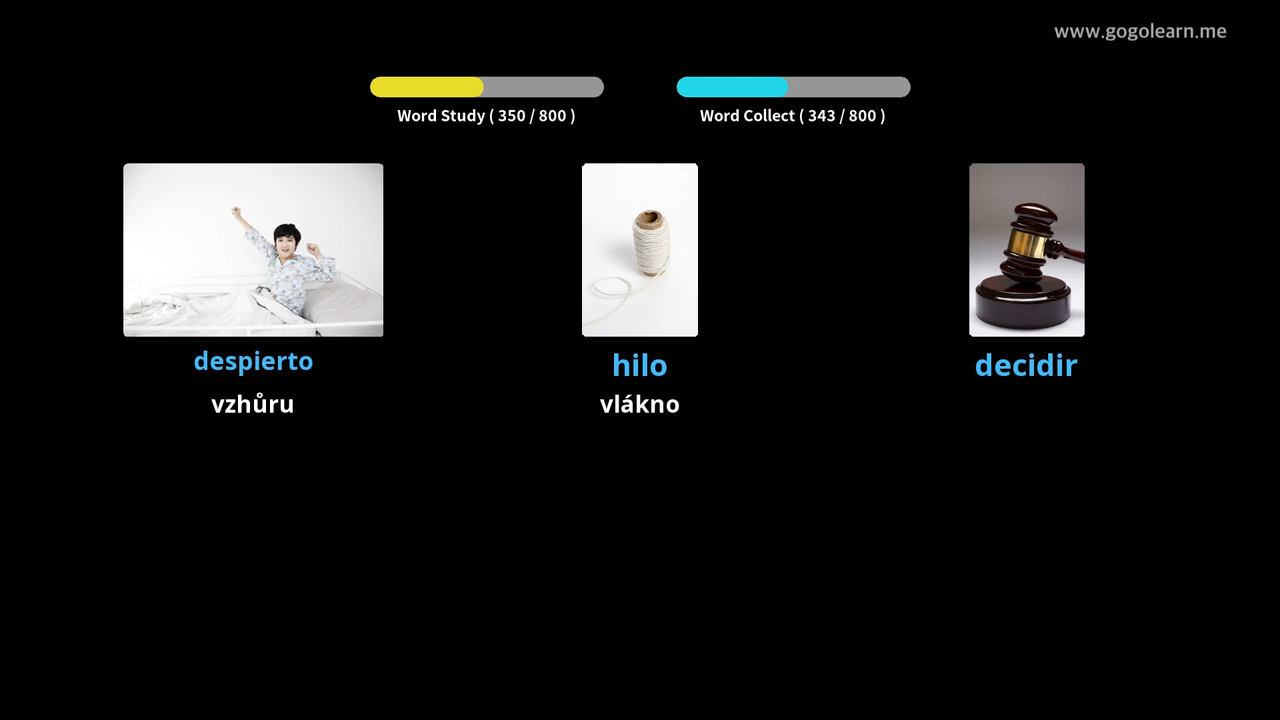 www.gogolearn.me
Word Study ( 350 / 800 )
Word Collect ( 343 / 800 )
despierto
vzhůru
hilo
vlákno
decidir